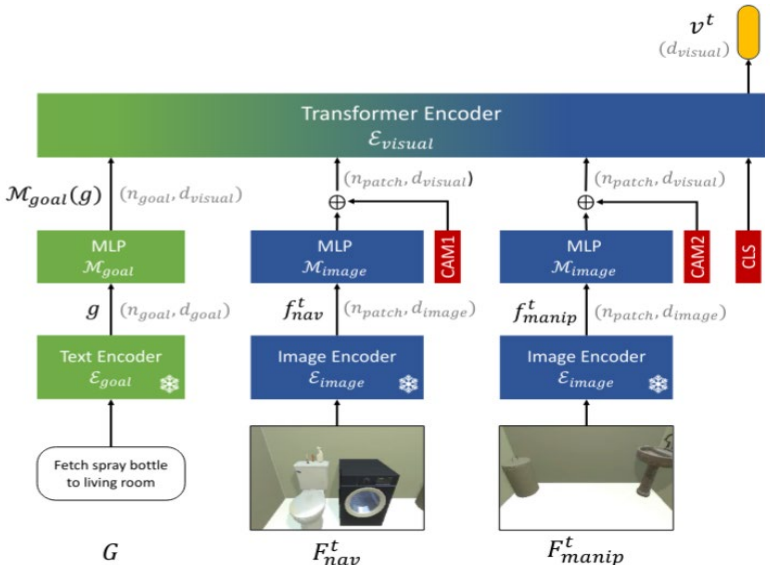 v^t
(d_visual)
Transformer Encoder
ℰ_visual
ℳ_goal(g)
(n_goal, d_visual)
(n_patch, d_visual)
(n_patch, d_visual)
⊕
⊕
MLP
ℳ_goal
MLP
ℳ_image
CAM1
MLP
ℳ_image
CAM2
CLS
g
(n_goal, d_goal)
f^t_nav
(n_patch, d_image)
f^t_manip
(n_patch, d_image)
Text Encoder
ℰ_goal
Image Encoder
ℰ_image
Image Encoder
ℰ_image
Fetch spray bottle
to living room
G
F^t_nav
F^t_manip